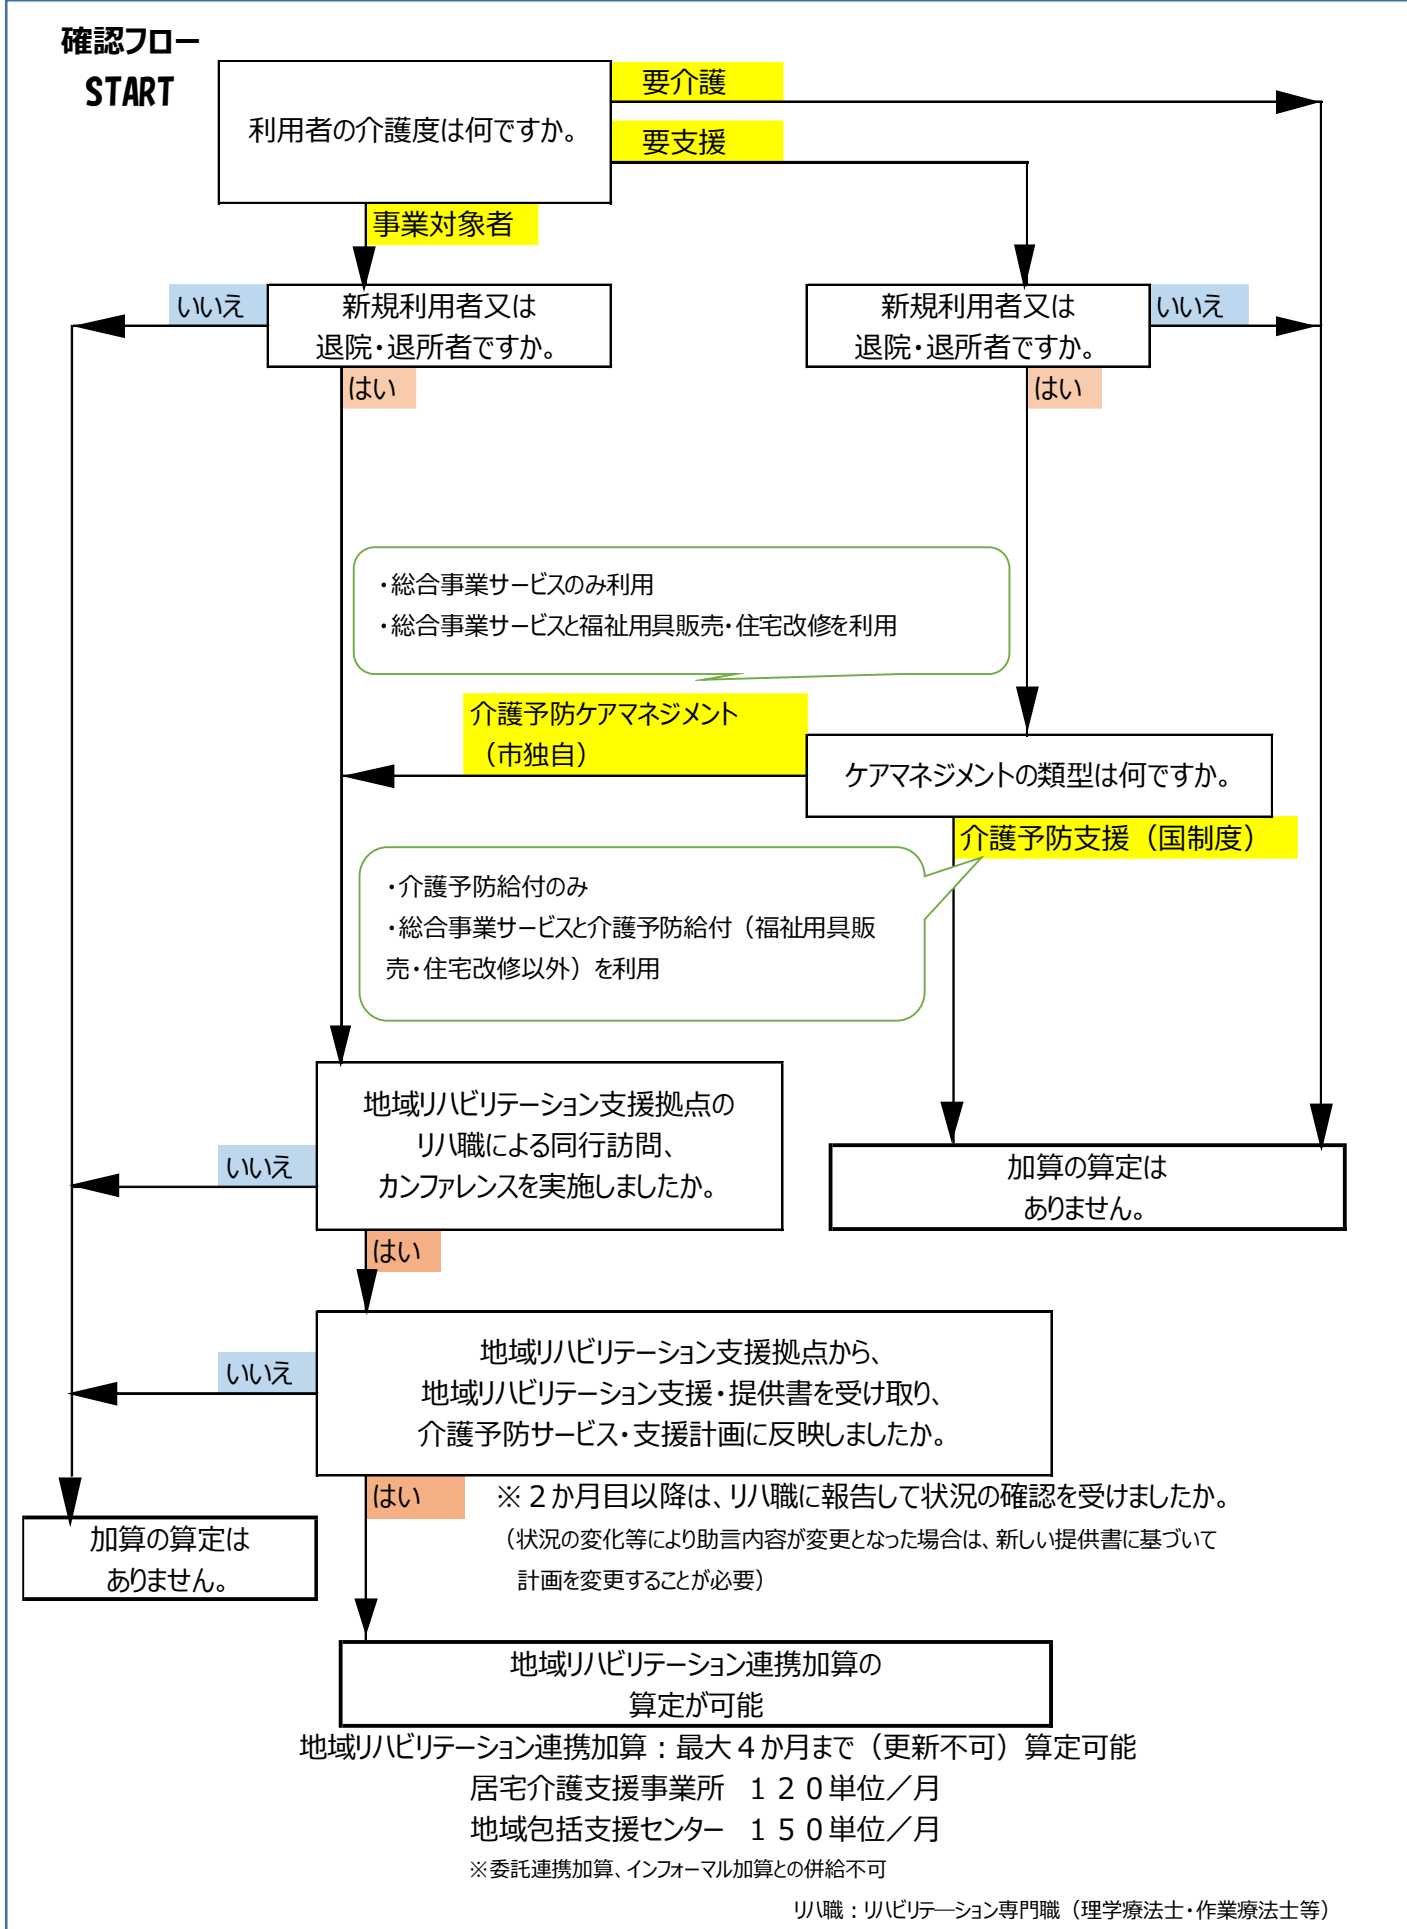 確認フロー
START
利用者の介護度は何ですか。
要介護
要支援
事業対象者
いいえ
新規利用者又は
退院・退所者ですか。
はい
新規利用者又は
退院・退所者ですか。
いいえ
はい
・総合事業サービスのみ利用
・総合事業サービスと福祉用具販売・住宅改修を利用
介護予防ケアマネジメント
（市独自）
ケアマネジメントの類型は何ですか。
介護予防支援（国制度）
・介護予防給付のみ
・総合事業サービスと介護予防給付（福祉用具販
売・住宅改修以外）を利用
地域リハビリテーション支援拠点の
リハ職による同行訪問、
カンファレンスを実施しましたか。
いいえ
はい
加算の算定は
ありません。
地域リハビリテーション支援拠点から、
地域リハビリテーション支援・提供書を受け取り、
介護予防サービス・支援計画に反映しましたか。
いいえ
はい
※２か月目以降は、リハ職に報告して状況の確認を受けましたか。
（状況の変化等により助言内容が変更となった場合は、新しい提供書に基づいて
計画を変更することが必要）
加算の算定は
ありません。
地域リハビリテーション連携加算の
算定が可能
地域リハビリテーション連携加算：最大４か月まで（更新不可）算定可能
居宅介護支援事業所　１２０単位／月
地域包括支援センター　１５０単位／月
※委託連携加算、インフォーマル加算との併給不可
リハ職：リハビリテ―ション専門職（理学療法士・作業療法士等）